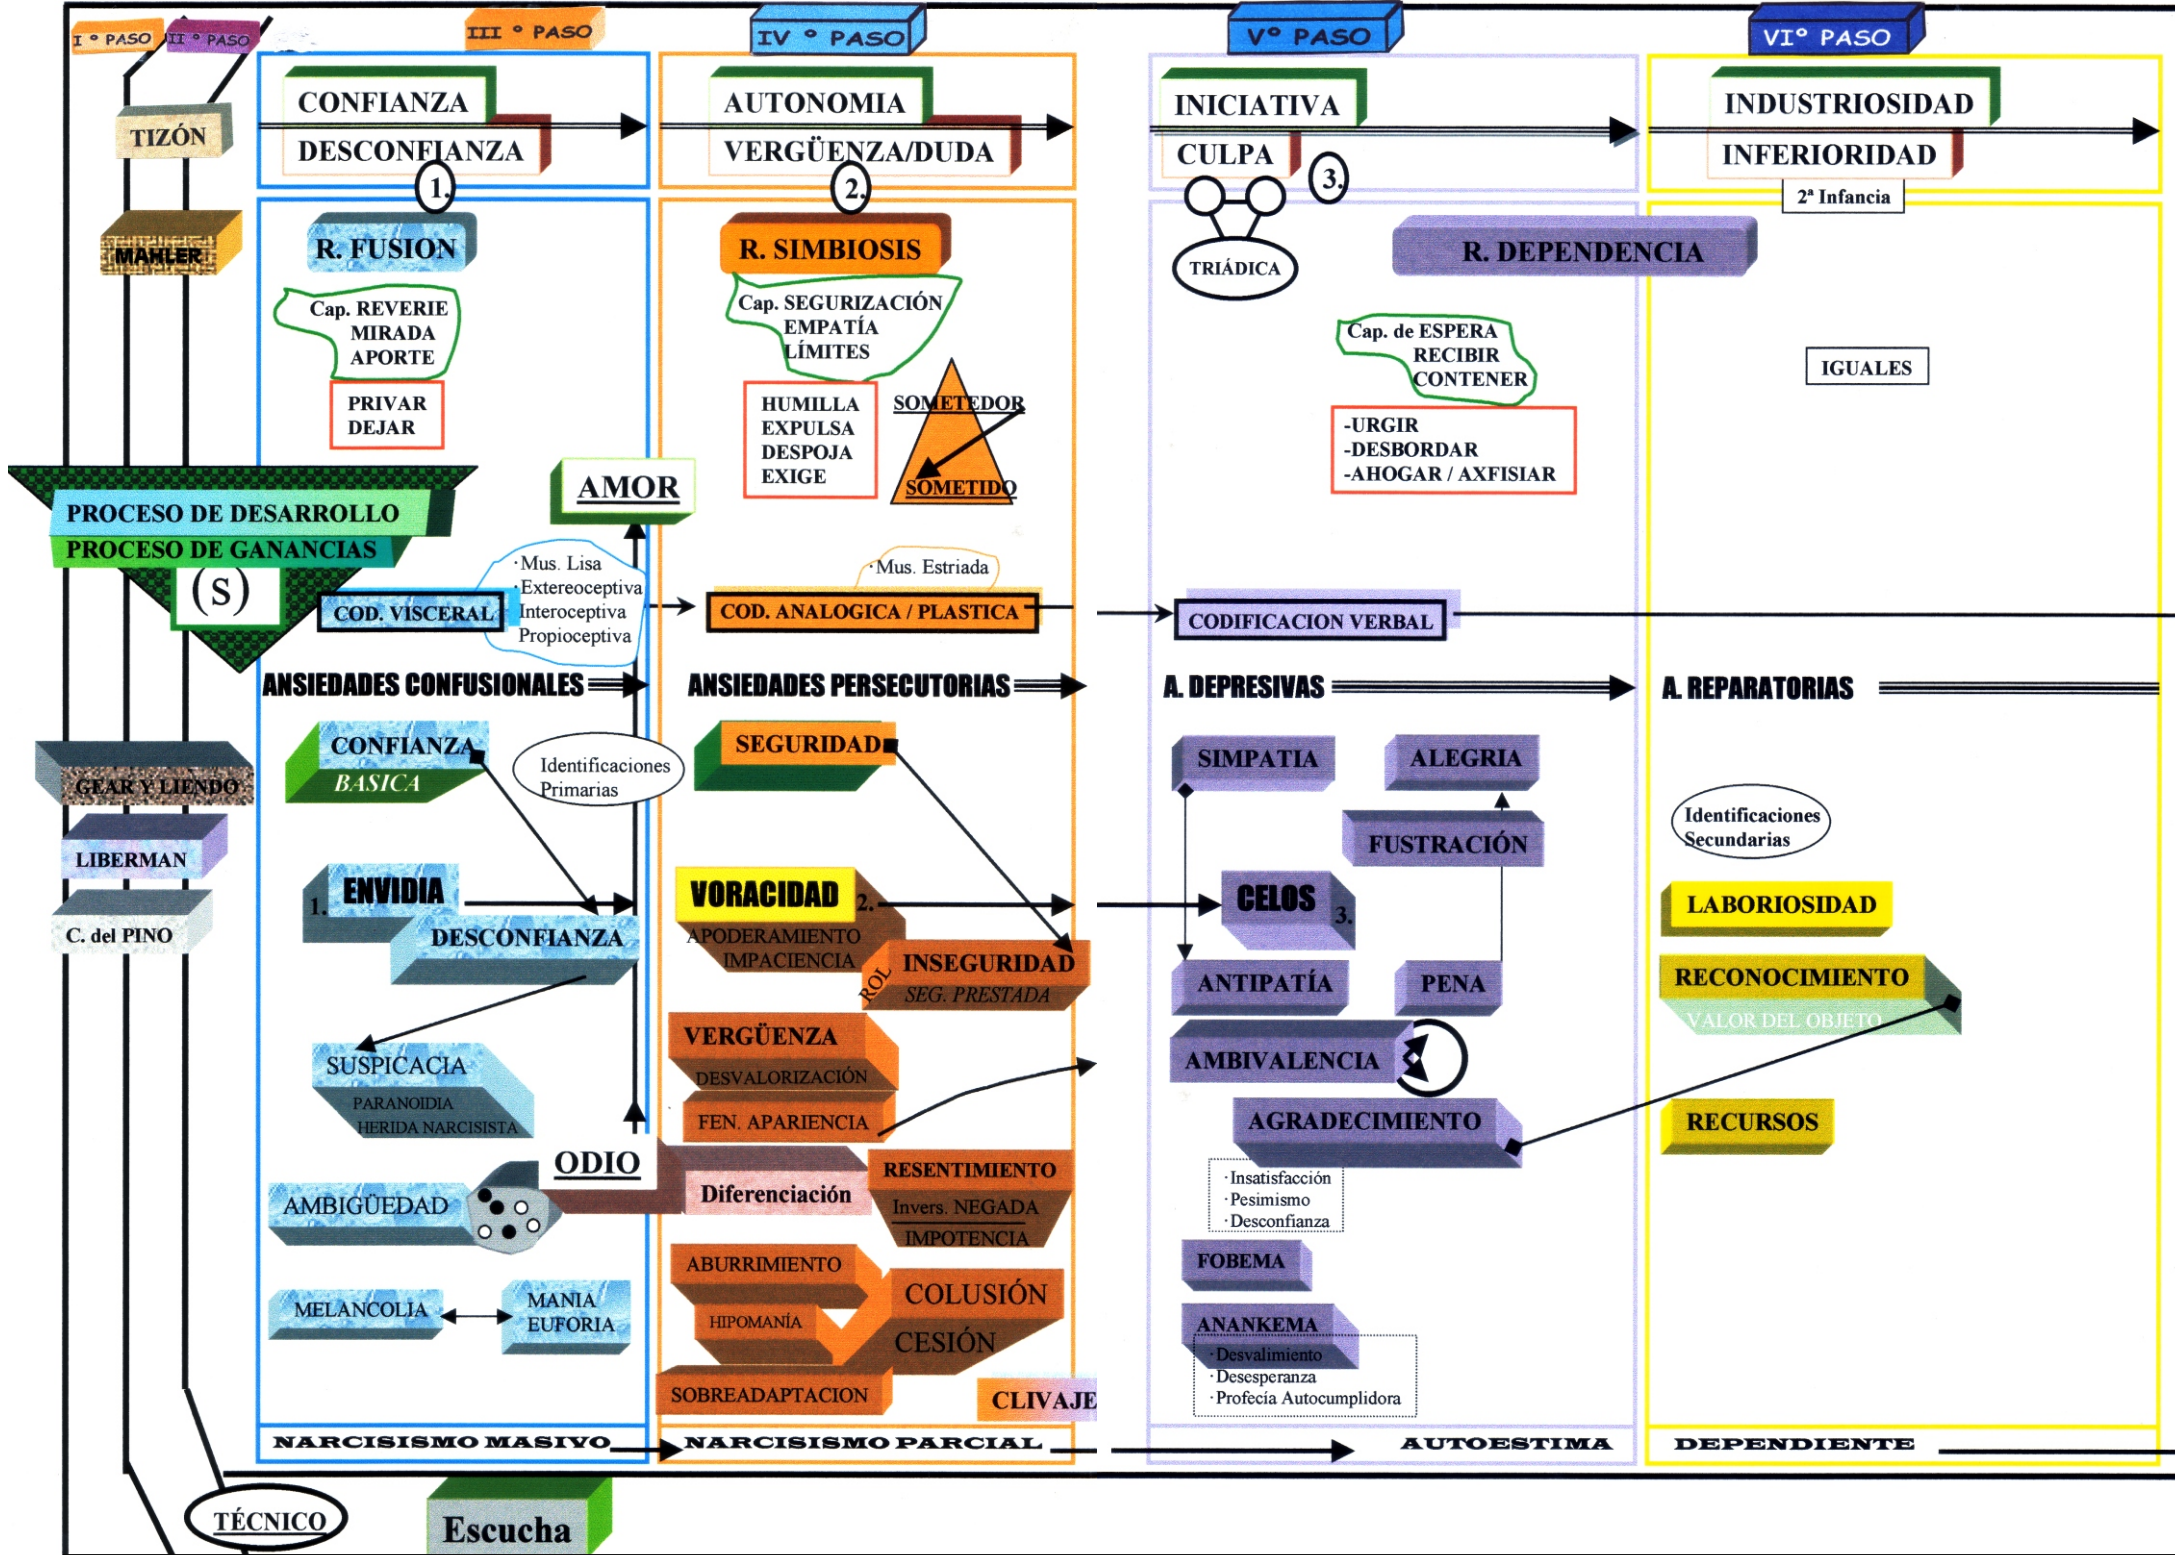 I º PASO
II º PASO
III º PASO
IV º PASO
Vº PASO
VIº PASO
TIZÓN
CONFIANZA
DESCONFIANZA
1.
AUTONOMIA
VERGÜENZA/DUDA
2.
INICIATIVA
CULPA
3.
INDUSTRIOSIDAD
INFERIORIDAD
2ª Infancia
MAHLER
R. FUSION
R. SIMBIOSIS
TRIÁDICA
R. DEPENDENCIA
Cap. REVERIE
MIRADA
APORTE
PRIVAR
DEJAR
Cap. SEGURIZACIÓN
EMPATÍA
LÍMITES
HUMILLA
EXPULSA
DESPOJA
EXIGE
SOMETEDOR
SOMETIDO
Cap. de ESPERA
RECIBIR
CONTENER
-URGIR
-DESBORDAR
-AHOGAR / AXFISIAR
IGUALES
AMOR
PROCESO DE DESARROLLO
PROCESO DE GANANCIAS
(S)
COD. VISCERAL
·Mus. Lisa
·Extereoceptiva
Interoceptiva
Propioceptiva
·Mus. Estriada
COD. ANALOGICA / PLASTICA
CODIFICACION VERBAL
ANSIEDADES CONFUSIONALES
ANSIEDADES PERSECUTORIAS
A. DEPRESIVAS
A. REPARATORIAS
GEAR Y LIENDO
LIBERMAN
C. del PINO
CONFIANZA
BASICA
Identificaciones
Primarias
1.
ENVIDIA
DESCONFIANZA
SUSPICACIA
PARANOIDIA
HERIDA NARCISISTA
ODIO
AMBIGÜEDAD
MELANCOLIA
MANIA
EUFORIA
SEGURIDAD
VORACIDAD
2.
APODERAMIENTO
IMPACIENCIA
ROL
INSEGURIDAD
SEG. PRESTADA
VERGÜENZA
DESVALORIZACIÓN
FEN. APARIENCIA
Diferenciación
RESENTIMIENTO
Invers. NEGADA
IMPOTENCIA
ABURRIMIENTO
HIPOMANÍA
COLUSIÓN
CESIÓN
SOBREADAPTACION
CLIVAJE
SIMPATIA
ALEGRIA
FUSTRACIÓN
CELOS
3.
ANTIPATÍA
PENA
AMBIVALENCIA
AGRADECIMIENTO
·Insatisfacción
·Pesimismo
·Desconfianza
FOBEMA
ANANKEMA
·Desvalimiento
·Desesperanza
·Profecía Autocumplidora
Identificaciones
Secundarias
LABORIOSIDAD
RECONOCIMIENTO
VALOR DEL OBJETO
RECURSOS
NARCISISMO MASIVO
NARCISISMO PARCIAL
AUTOESTIMA
DEPENDIENTE
TÉCNICO
Escucha